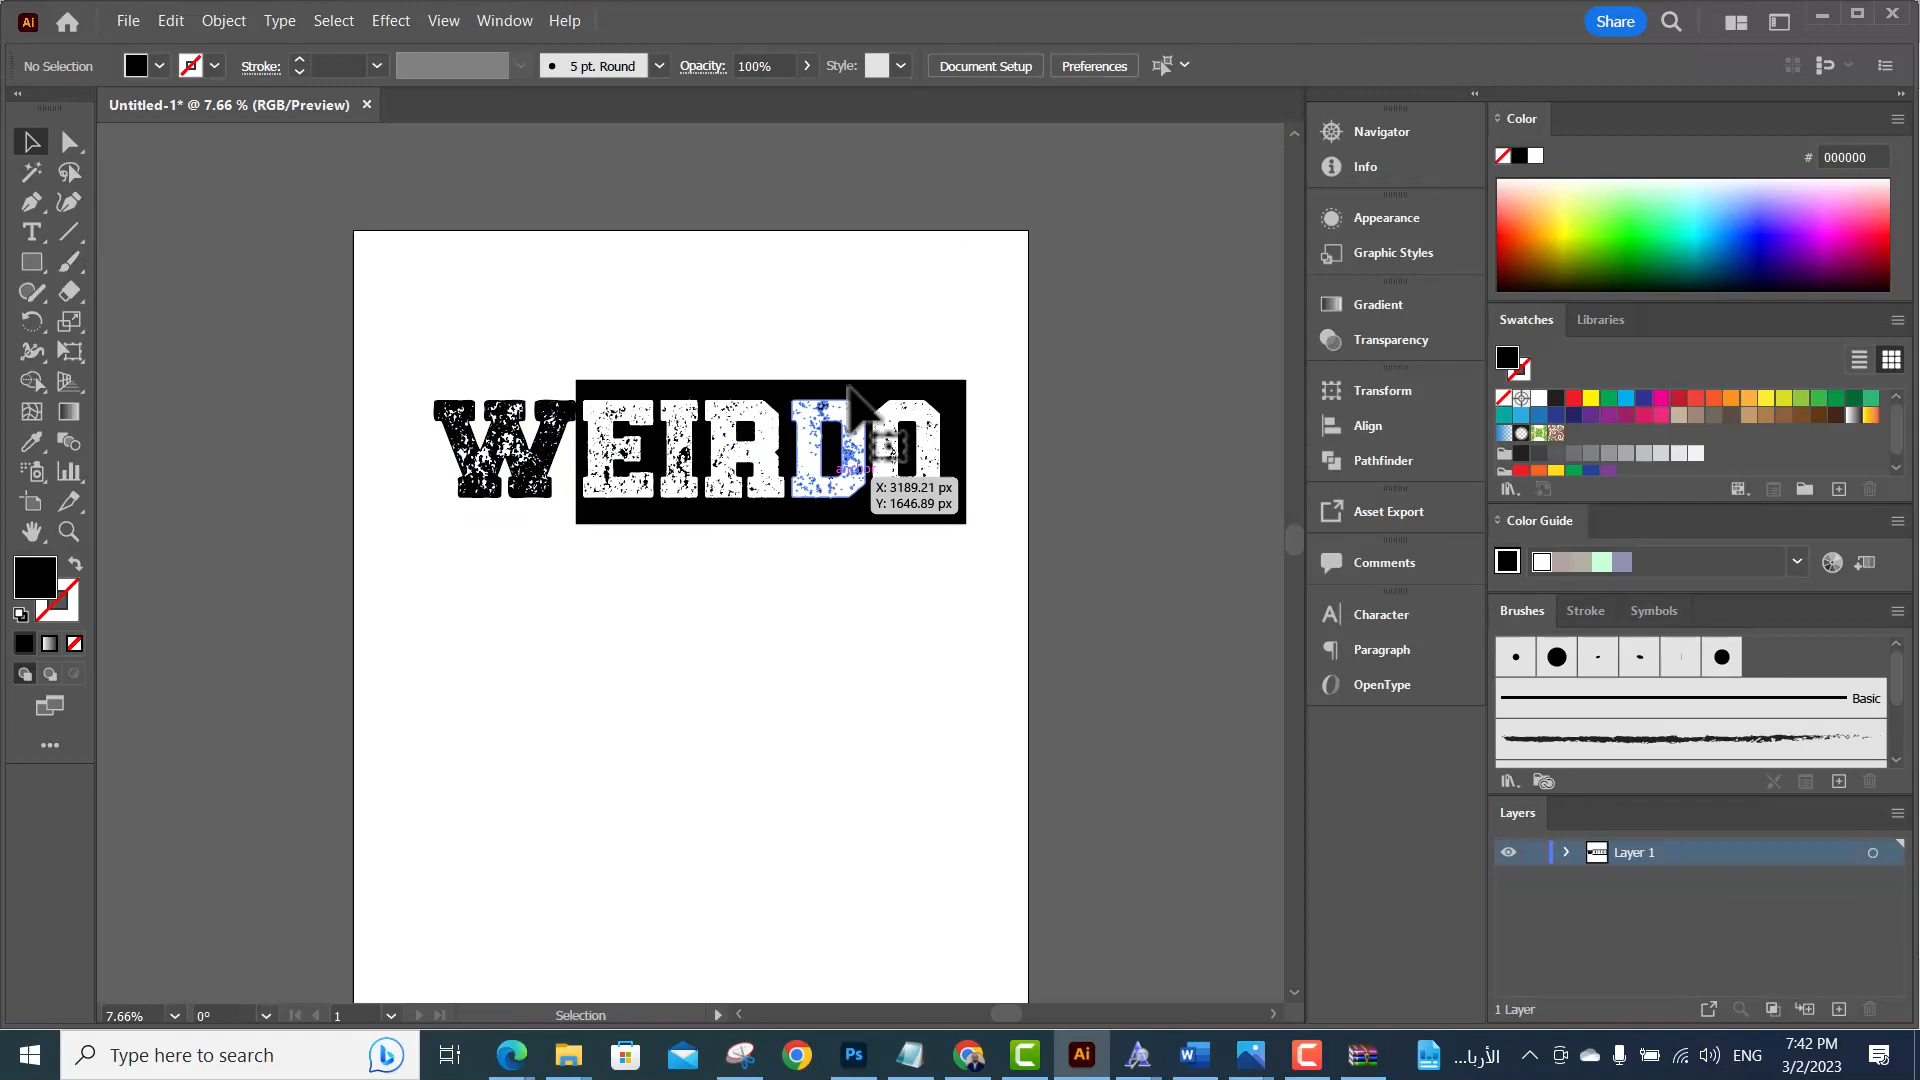 Ai File Edit Object Type Select Effect View Window Help Share
No Selection Stroke: 5 pt. Round Opacity: 100% Style: Document Setup Preferences
Untitled-1* @ 7.66 % (RGB/Preview)
Navigator
Info
Appearance
Graphic Styles
Gradient
Transparency
Transform
Align
Pathfinder
Asset Export
Comments
Character
Paragraph
OpenType
Color
# 000000
Swatches Libraries
Color Guide
Brushes Stroke Symbols
Basic
Layers
Layer 1
1 Layer
WEIRDO
X: 3189.21 px
Y: 1646.89 px
7.66% 0° 1 Selection
Type here to search
Ps Ai W
الأربا... ENG
7:42 PM
3/2/2023